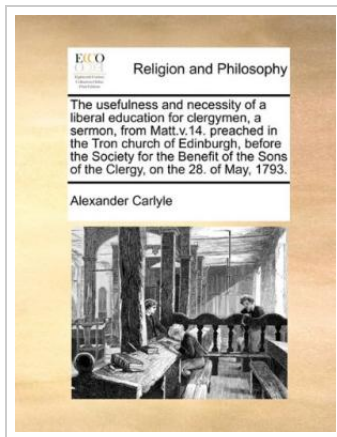 ECCO
Religion and Philosophy
The usefulness and necessity of a
liberal education for clergymen, a
sermon, from Matt.v.14. preached in
the Tron church of Edinburgh, before
the Society for the Benefit of the Sons
of the Clergy, on the 28. of May, 1793.
Alexander Carlyle